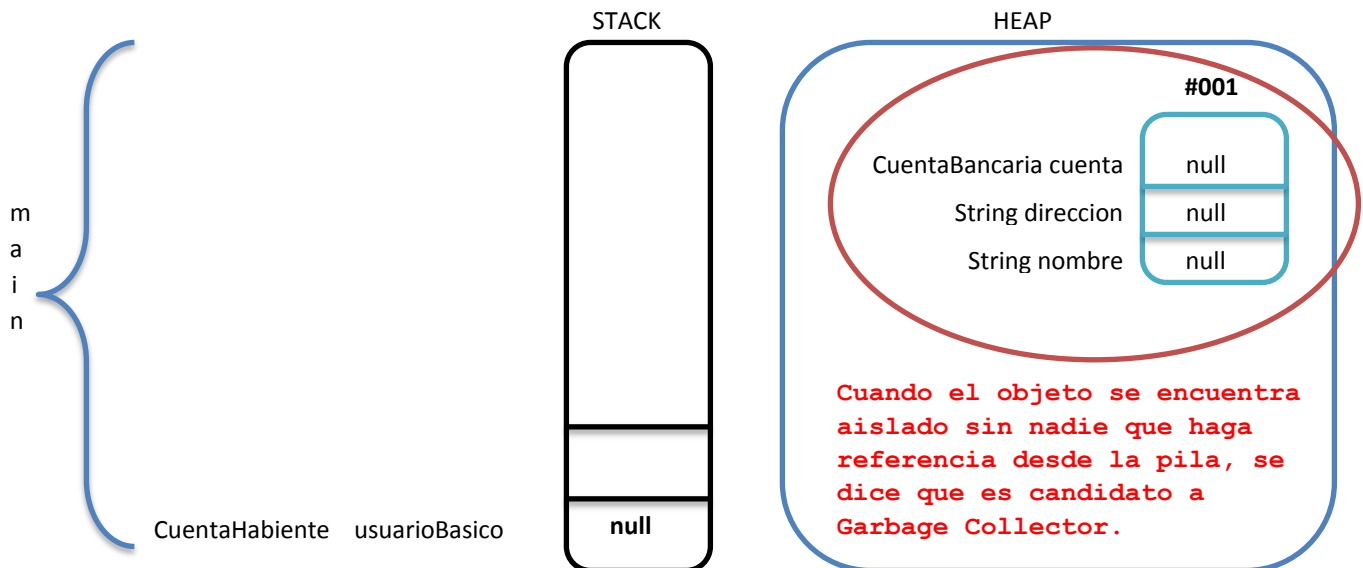 STACK
HEAP
#001
CuentaBancaria cuenta null
String direccion null
String nombre null
m
a
i
n
Cuando el objeto se encuentra
aislado sin nadie que haga
referencia desde la pila, se
dice que es candidato a
Garbage Collector.
CuentaHabiente usuarioBasico null